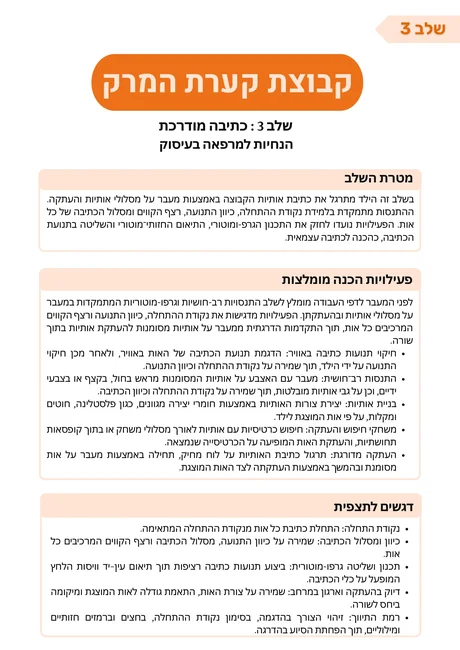 שלב 3
קבוצת קערת המרק
שלב 3 : כתיבה מודרכת
הנחיות למרפאה בעיסוק
מטרת השלב
בשלב זה הילד מתרגל את כתיבת אותיות הקבוצה באמצעות מעבר על מסלולי אותיות והעתקה.
ההתנסות מתמקדת בלמידת נקודת ההתחלה, כיוון התנועה, רצף הקווים ומסלול הכתיבה של כל
אות. הפעילויות נועדו לחזק את התכנון הגרפו-מוטורי, התיאום החזותי־מוטורי והשליטה בתנועת
הכתיבה, כהכנה לכתיבה עצמאית.
פעילויות הכנה מומלצות
לפני המעבר לדפי העבודה מומלץ לשלב התנסויות רב-חושיות וגרפו-מוטוריות המתמקדות במעבר
על מסלולי אותיות ובהעתקתן. הפעילויות מדגישות את נקודת ההתחלה, כיוון התנועה ורצף הקווים
המרכיבים כל אות, תוך התקדמות הדרגתית ממעבר על אותיות מסומנות להעתקת אותיות בתוך
שורה.
• חיקוי תנועות כתיבה באוויר: הדגמת תנועת הכתיבה של האות באוויר, ולאחר מכן חיקוי
התנועה על ידי הילד, תוך שמירה על נקודת ההתחלה וכיוון התנועה.
• התנסות רב־חושית: מעבר עם האצבע על אותיות המסומנות מראש בחול, בקצף או בצבעי
ידיים, וכן על גבי אותיות מובלטות, תוך שמירה על נקודת ההתחלה וכיוון הכתיבה.
• בניית אותיות: יצירת צורות האותיות באמצעות חומרי יצירה מגוונים, כגון פלסטלינה, חוטים
ומקלות, על פי אות המוצגת לילד.
• משחקי חיפוש והעתקה: חיפוש כרטיסיות עם אותיות לאורך מסלולי משחק או בתוך קופסאות
תחושתיות, והעתקת האות המופיעה על הכרטיסייה שנמצאה.
• העתקה מדורגת: תרגול כתיבת האותיות על לוח מחיק, תחילה באמצעות מעבר על אות
מסומנת ובהמשך באמצעות העתקתה לצד האות המוצגת.
דגשים לתצפית
• נקודת התחלה: התחלת כתיבת כל אות מנקודת ההתחלה המתאימה.
• כיוון ומסלול הכתיבה: שמירה על כיוון התנועה, מסלול הכתיבה ורצף הקווים המרכיבים כל
אות.
• תכנון ושליטה גרפו-מוטורית: ביצוע תנועות כתיבה רציפות תוך תיאום עין-יד וויסות הלחץ
המופעל על כלי הכתיבה.
• דיוק בהעתקה וארגון במרחב: שמירה על צורת האות, התאמת גודלה לאות המוצגת ומיקומה
ביחס לשורה.
• רמת התיווך: זיהוי הצורך בהדגמה, בסימון נקודת ההתחלה, בחצים וברמזים חזותיים
ומילוליים, תוך הפחתת הסיוע בהדרגה.